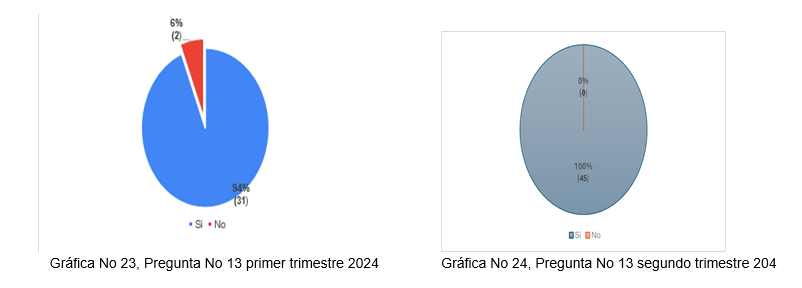 6%
(2)
94%
(31)
Si No
Gráfica No 23, Pregunta No 13 primer trimestre 2024
0%
(0)
100%
(45)
Si No
Gráfica No 24, Pregunta No 13 segundo trimestre 204